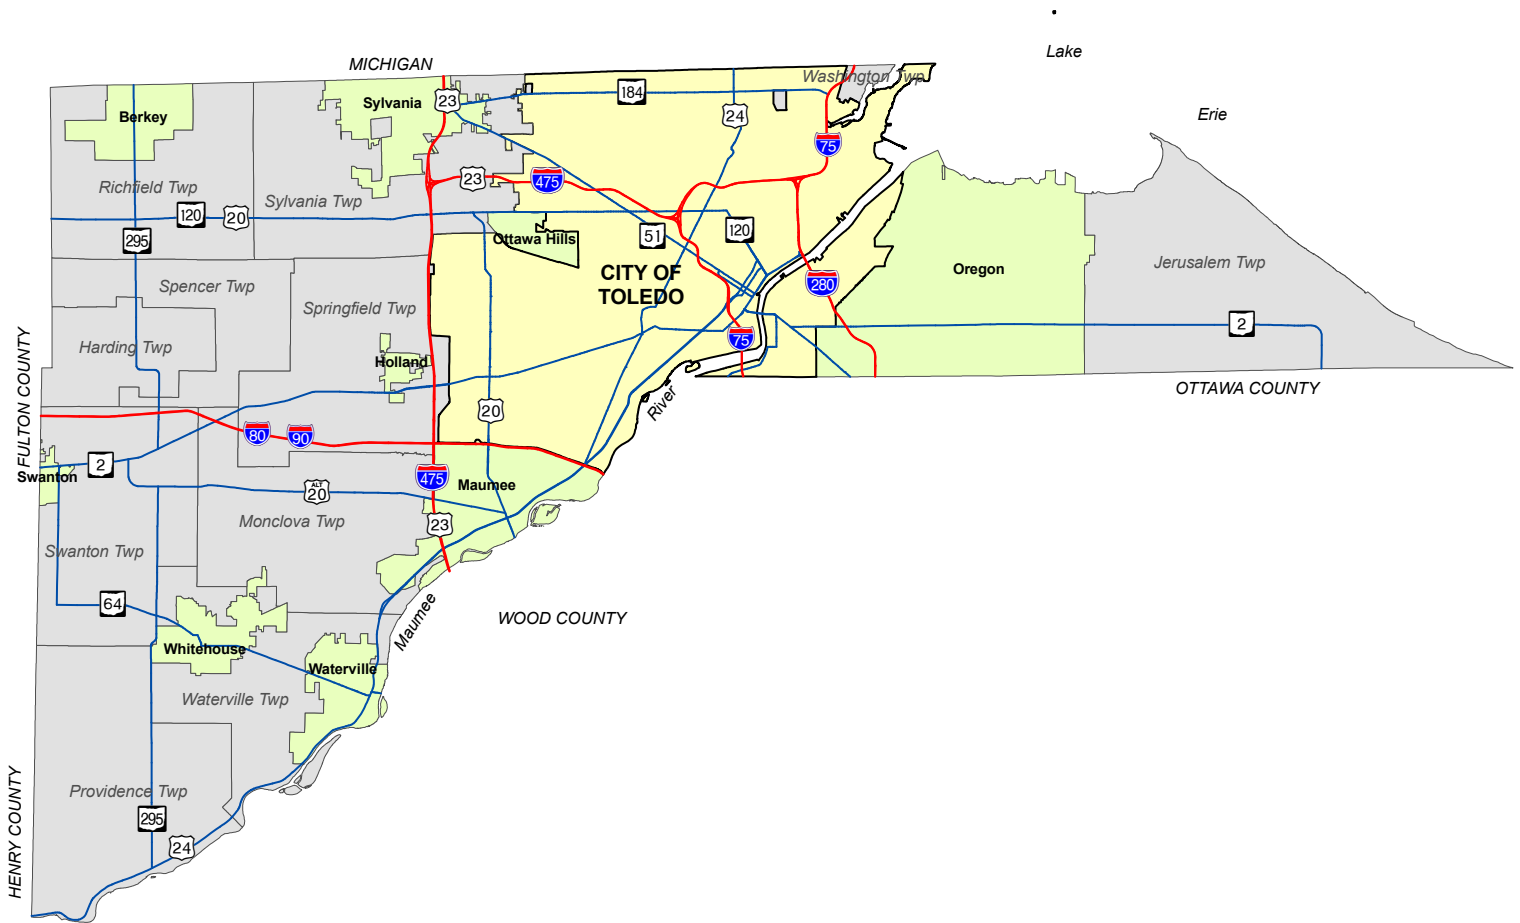 Lake
MICHIGAN
Washington Twp
184
23
Sylvania
Berkey
24
Erie
75
Richfield Twp
23
475
Sylvania Twp
120
20
295
51
120
Ottawa Hills
CITY OF
TOLEDO
Oregon
Jerusalem Twp
Spencer Twp
280
Springfield Twp
2
75
Harding Twp
Holland
OTTAWA COUNTY
FULTON COUNTY
River
20
80
90
2
Swanton
475
Maumee
ALT
20
Monclova Twp
23
Swanton Twp
64
Maumee
WOOD COUNTY
Whitehouse
Waterville
Waterville Twp
Providence Twp
295
HENRY COUNTY
24